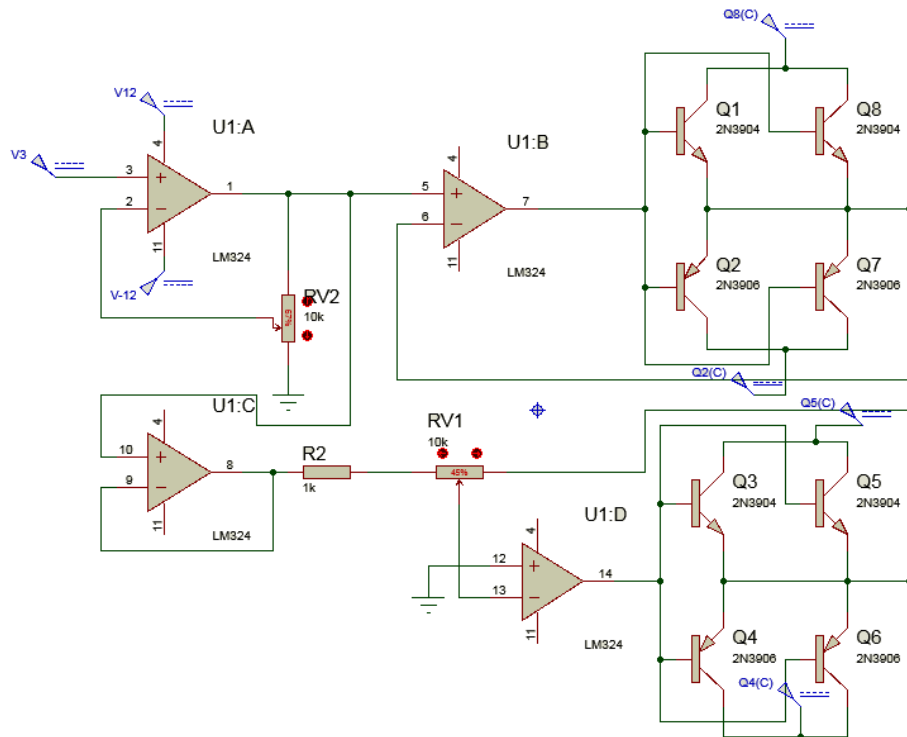 Q8(C)
V12
U1:A
4
V3
3
2
1
11
LM324
V-12
RV2
10k
67%
U1:B
4
5
6
7
11
LM324
Q1
2N3904
Q8
2N3904
Q2
2N3906
Q7
2N3906
Q2(C)
Q5(C)
U1:C
4
10
9
8
11
LM324
R2
1k
RV1
10k
45%
U1:D
4
12
13
14
11
LM324
Q3
2N3904
Q5
2N3904
Q4
2N3906
Q6
2N3906
Q4(C)